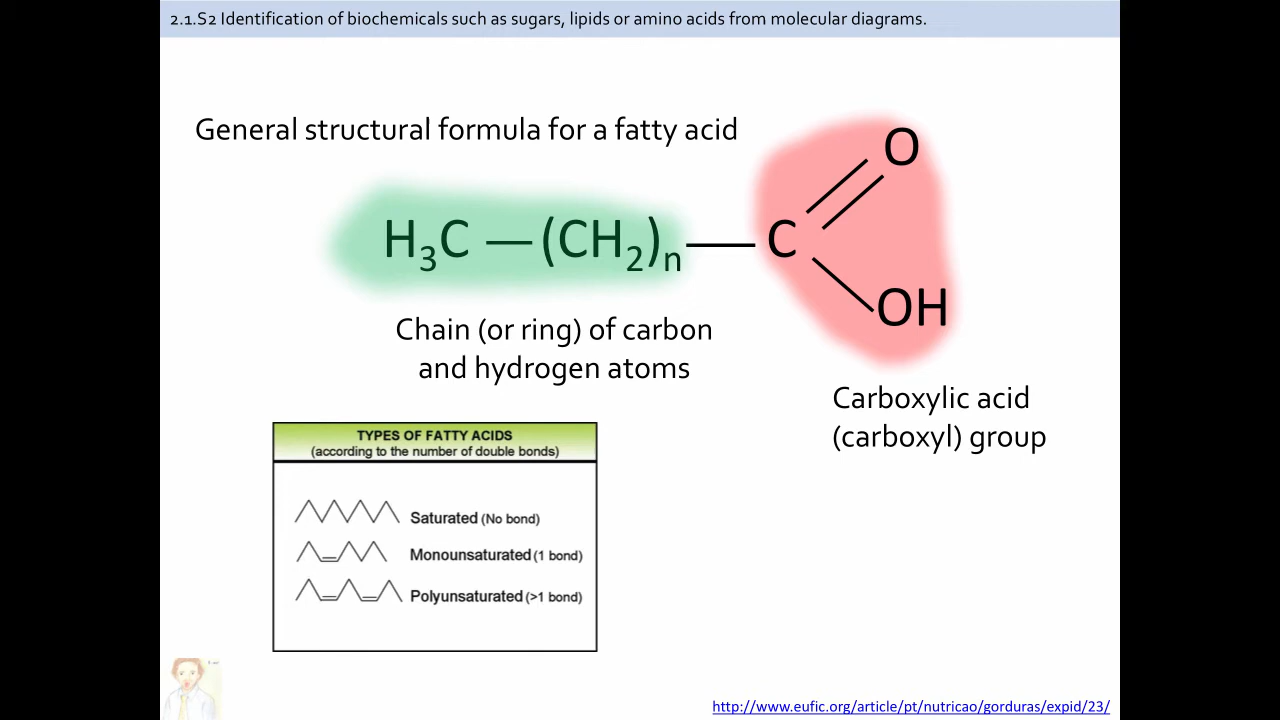 2.1.S2 Identification of biochemicals such as sugars, lipids or amino acids from molecular diagrams.
General structural formula for a fatty acid
O
H₃C — (CH₂)ₙ — C
OH
Chain (or ring) of carbon
and hydrogen atoms
Carboxylic acid
(carboxyl) group
TYPES OF FATTY ACIDS
(according to the number of double bonds)
Saturated (No bond)
Monounsaturated (1 bond)
Polyunsaturated (>1 bond)
http://www.eufic.org/article/pt/nutricao/gorduras/expid/23/